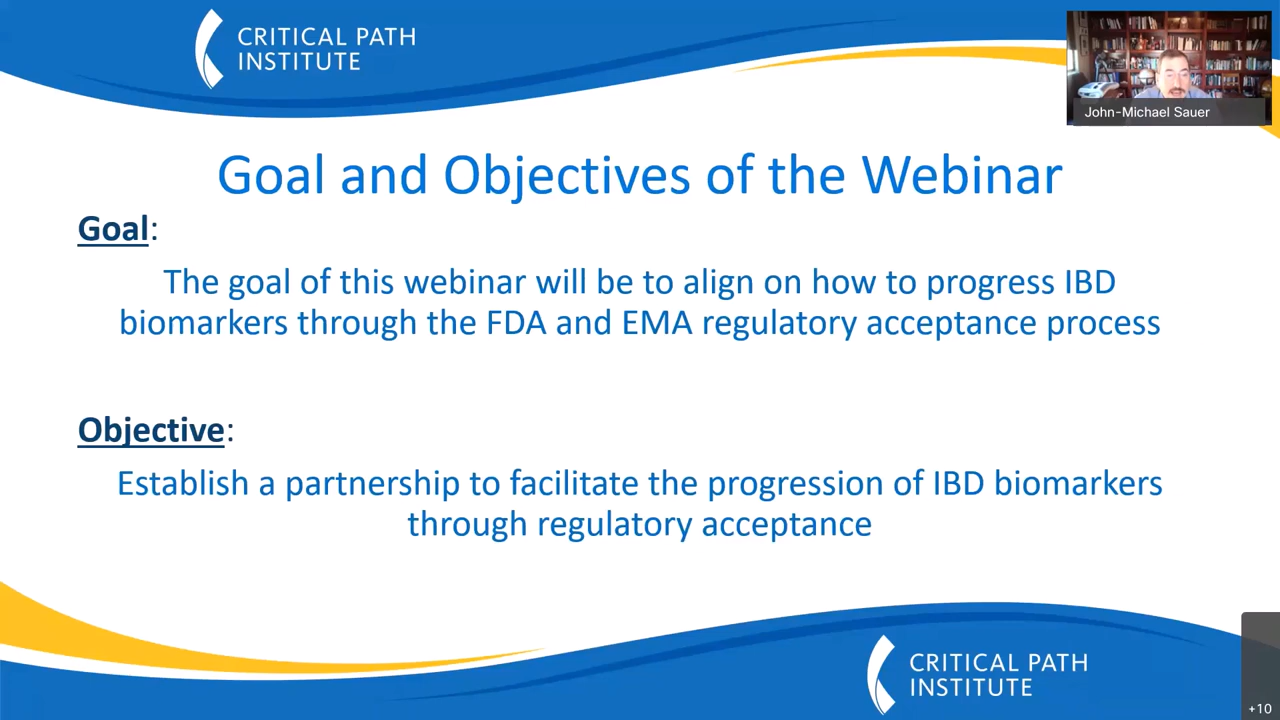 CRITICAL PATH
INSTITUTE
John-Michael Sauer
Goal and Objectives of the Webinar
Goal:
The goal of this webinar will be to align on how to progress IBD
biomarkers through the FDA and EMA regulatory acceptance process
Objective:
Establish a partnership to facilitate the progression of IBD biomarkers
through regulatory acceptance
CRITICAL PATH
INSTITUTE
+10